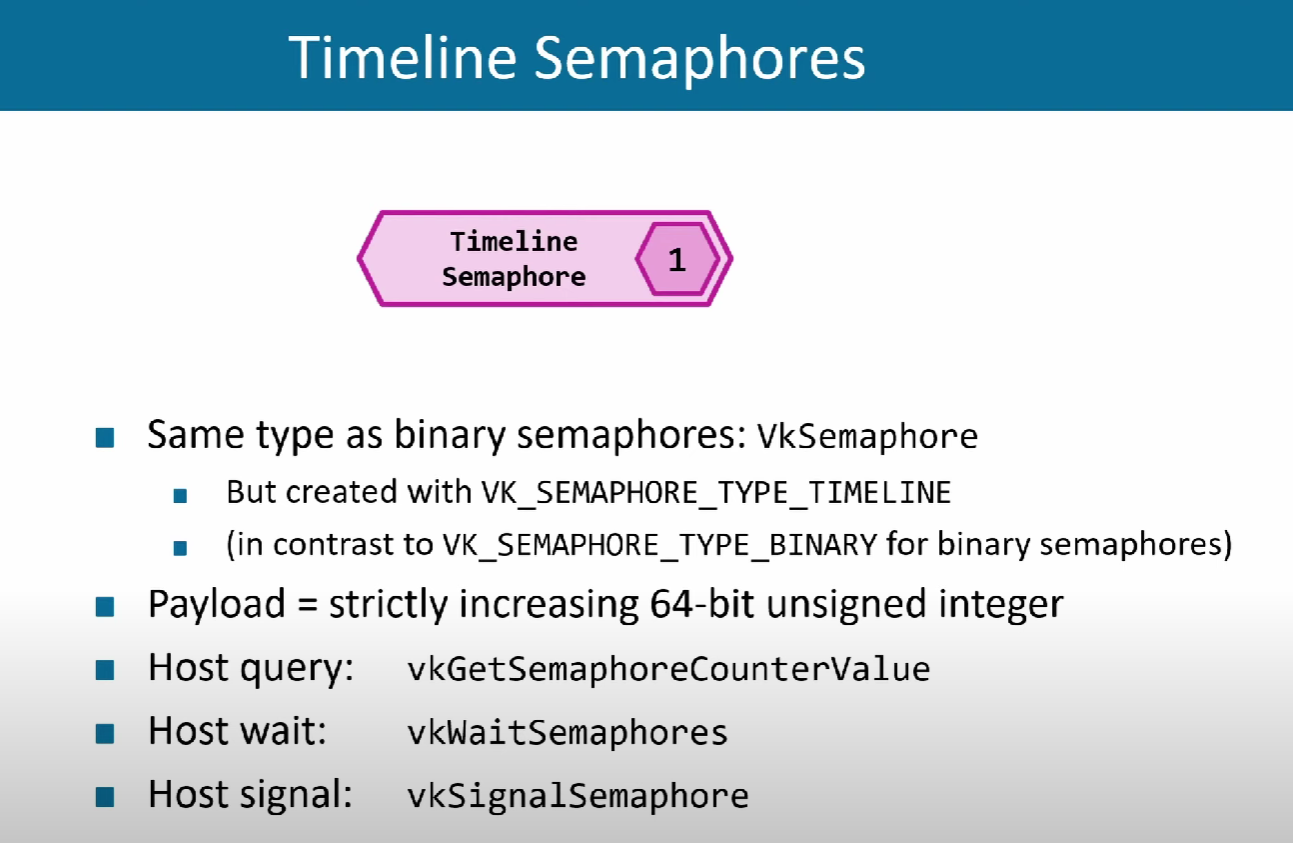 Timeline Semaphores
Timeline
Semaphore
1
Same type as binary semaphores: VkSemaphore
But created with VK_SEMAPHORE_TYPE_TIMELINE
(in contrast to VK_SEMAPHORE_TYPE_BINARY for binary semaphores)
Payload = strictly increasing 64-bit unsigned integer
Host query: vkGetSemaphoreCounterValue
Host wait: vkWaitSemaphores
Host signal: vkSignalSemaphore